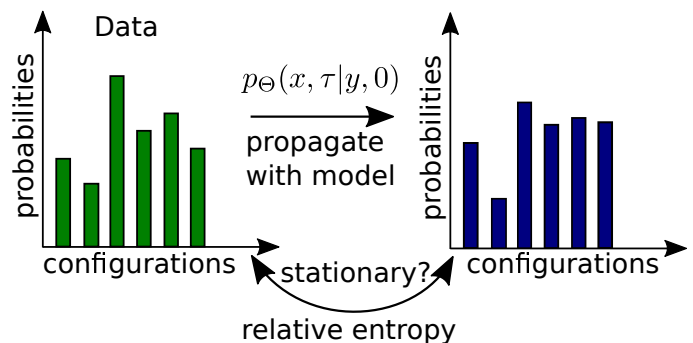 Data
probabilities
configurations
p_Θ(x, τ|y, 0)
propagate
with model
probabilities
configurations
stationary?
relative entropy